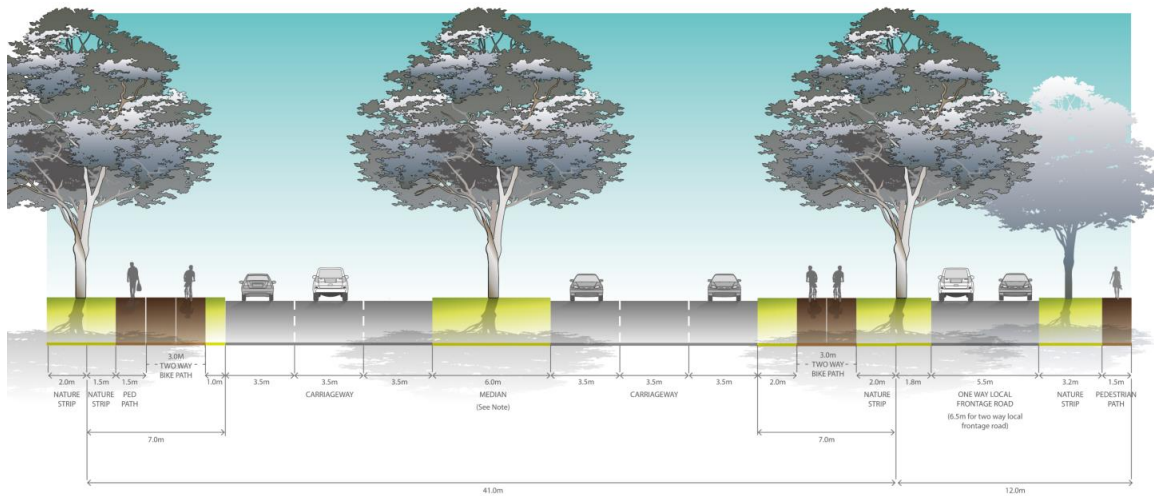 3.0M
TWO WAY
BIKE PATH
3.0m
TWO WAY
BIKE PATH
2.0m
1.5m
1.5m
1.0m
3.5m
3.5m
3.5m
6.0m
3.5m
3.5m
3.5m
2.0m
2.0m
1.8m
5.5m
3.2m
1.5m
NATURE
STRIP
NATURE
STRIP
PED
PATH
CARRIAGEWAY
MEDIAN
(See Note)
CARRIAGEWAY
NATURE
STRIP
ONE WAY LOCAL
FRONTAGE ROAD
(6.5m for two way local
frontage road)
NATURE
STRIP
PEDESTRIAN
PATH
7.0m
7.0m
41.0m
12.0m